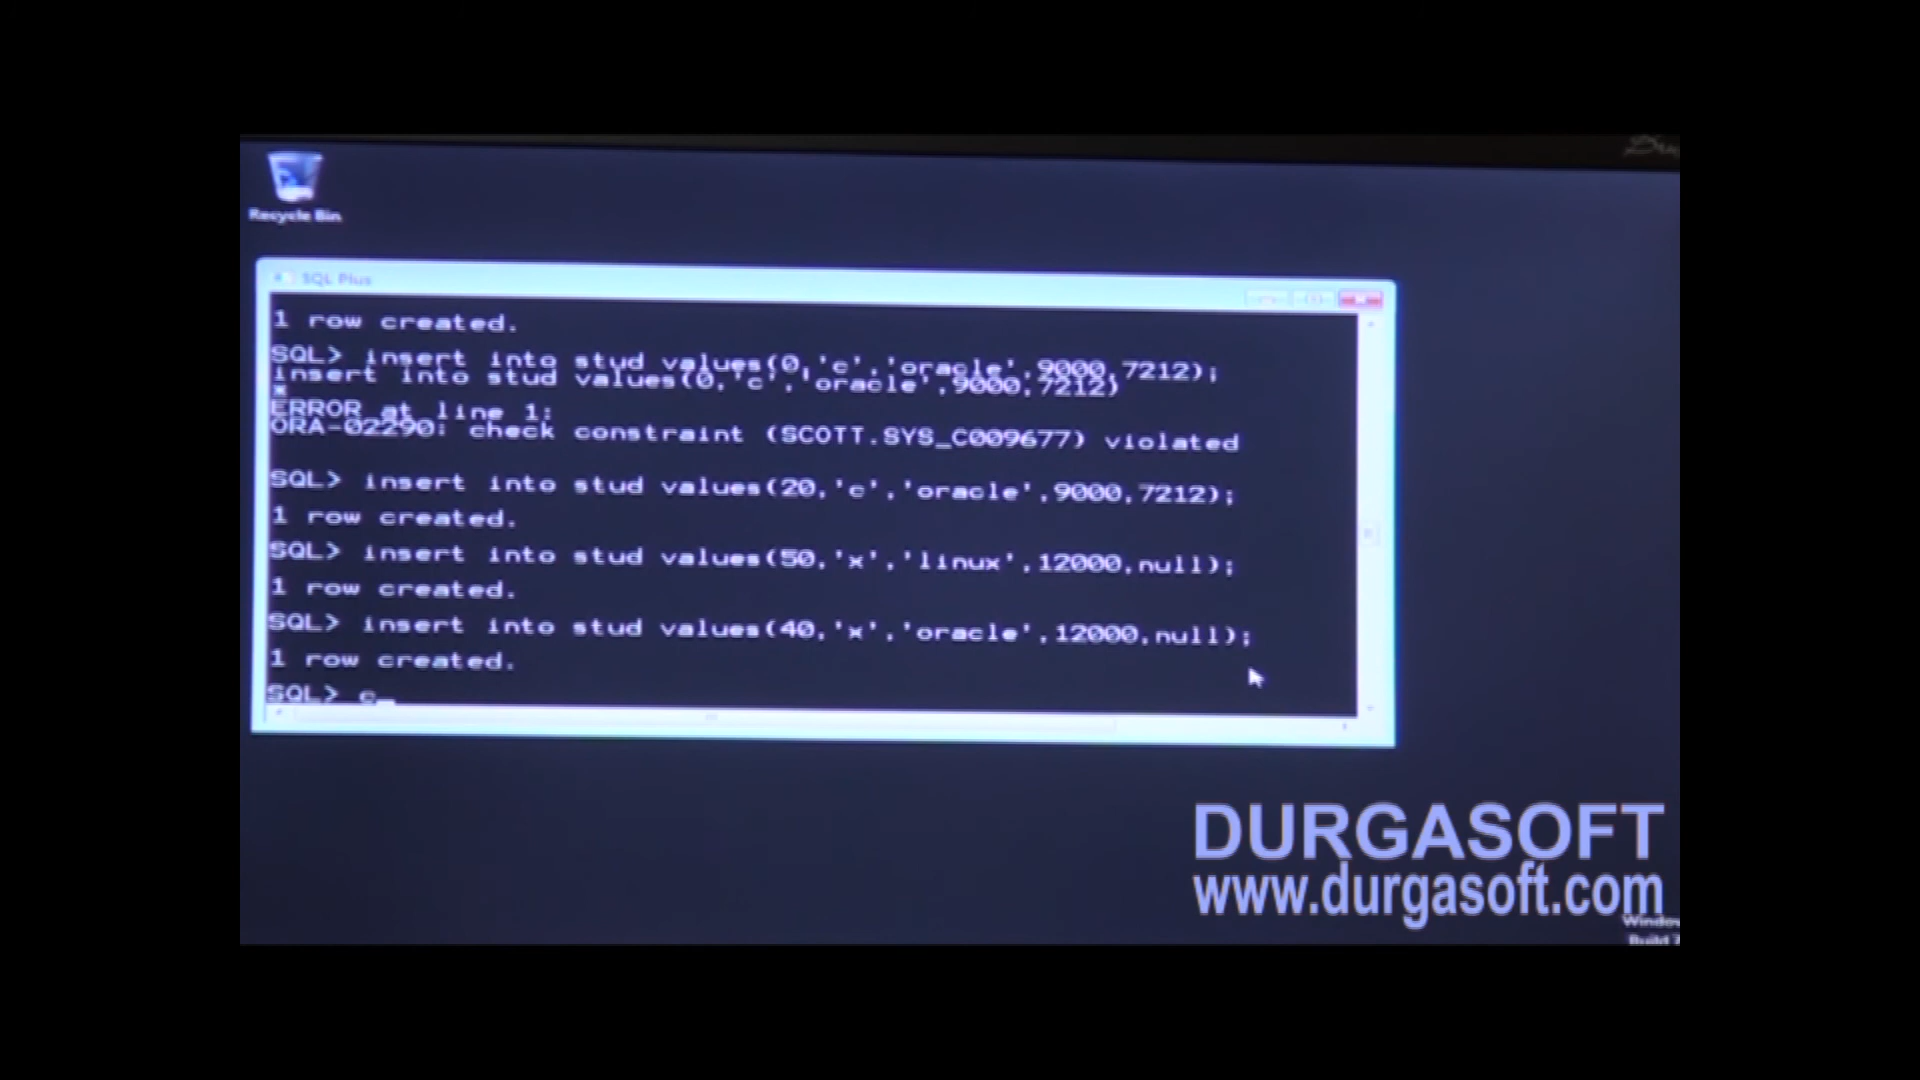 Recycle Bin
SQL Plus
1 row created.
SQL> insert into stud values(0,'c','oracle',9000,7212);
insert into stud values(0,'c','oracle',9000,7212)
*
ERROR at line 1:
ORA-02290: check constraint (SCOTT.SYS_C009677) violated
SQL> insert into stud values(20,'c','oracle',9000,7212);
1 row created.
SQL> insert into stud values(50,'x','linux',12000,null);
1 row created.
SQL> insert into stud values(40,'x','oracle',12000,null);
1 row created.
SQL> c_
DURGASOFT
www.durgasoft.com
Window
Build 7